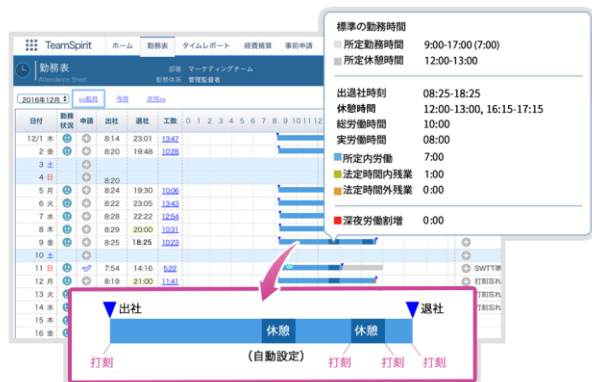 TeamSpirit
ホーム 勤務表 タイムレポート 経費精算 事前申請
勤務表
Attendance Sheet
部署 マーケティングチーム
勤務体系 管理監督者
2016年12月 <<前月 今月 次月>>
日付 勤務状況 申請 出社 退社 工数 0 1 2 3 4 5 6 7 8 9 10 11 12
12/1 木 8:14 23:01 13:47
2 金 8:20 19:48 10:28
3 土
4 日 8:20
5 月 8:24 19:30 10:06
6 火 8:22 23:05 13:43
7 水 8:28 22:22 12:54
8 木 8:29 20:00 10:31
9 金 8:25 18:25 10:23
10 土
11 日 7:54 14:16 5:22 SWTT準
12 月 8:19 21:00 11:41 打刻忘れ
13 火 打刻忘れ
14 水 打刻忘れ
15 木
16 金
標準の勤務時間
所定勤務時間 9:00-17:00 (7:00)
所定休憩時間 12:00-13:00
出退社時刻 08:25-18:25
休憩時間 12:00-13:00, 16:15-17:15
総労働時間 10:00
実労働時間 08:00
所定内労働 7:00
法定時間内残業 1:00
法定時間外残業 0:00
深夜労働割増 0:00
出社 退社
休憩 休憩
打刻 (自動設定) 打刻 打刻 打刻